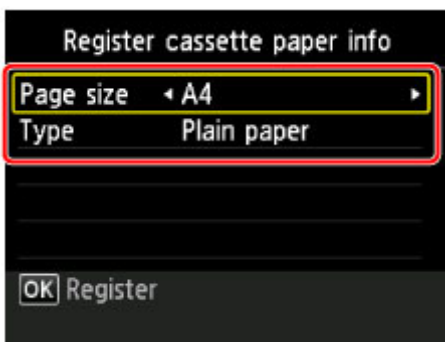 Register cassette paper info
Page size A4
Type Plain paper
OK Register